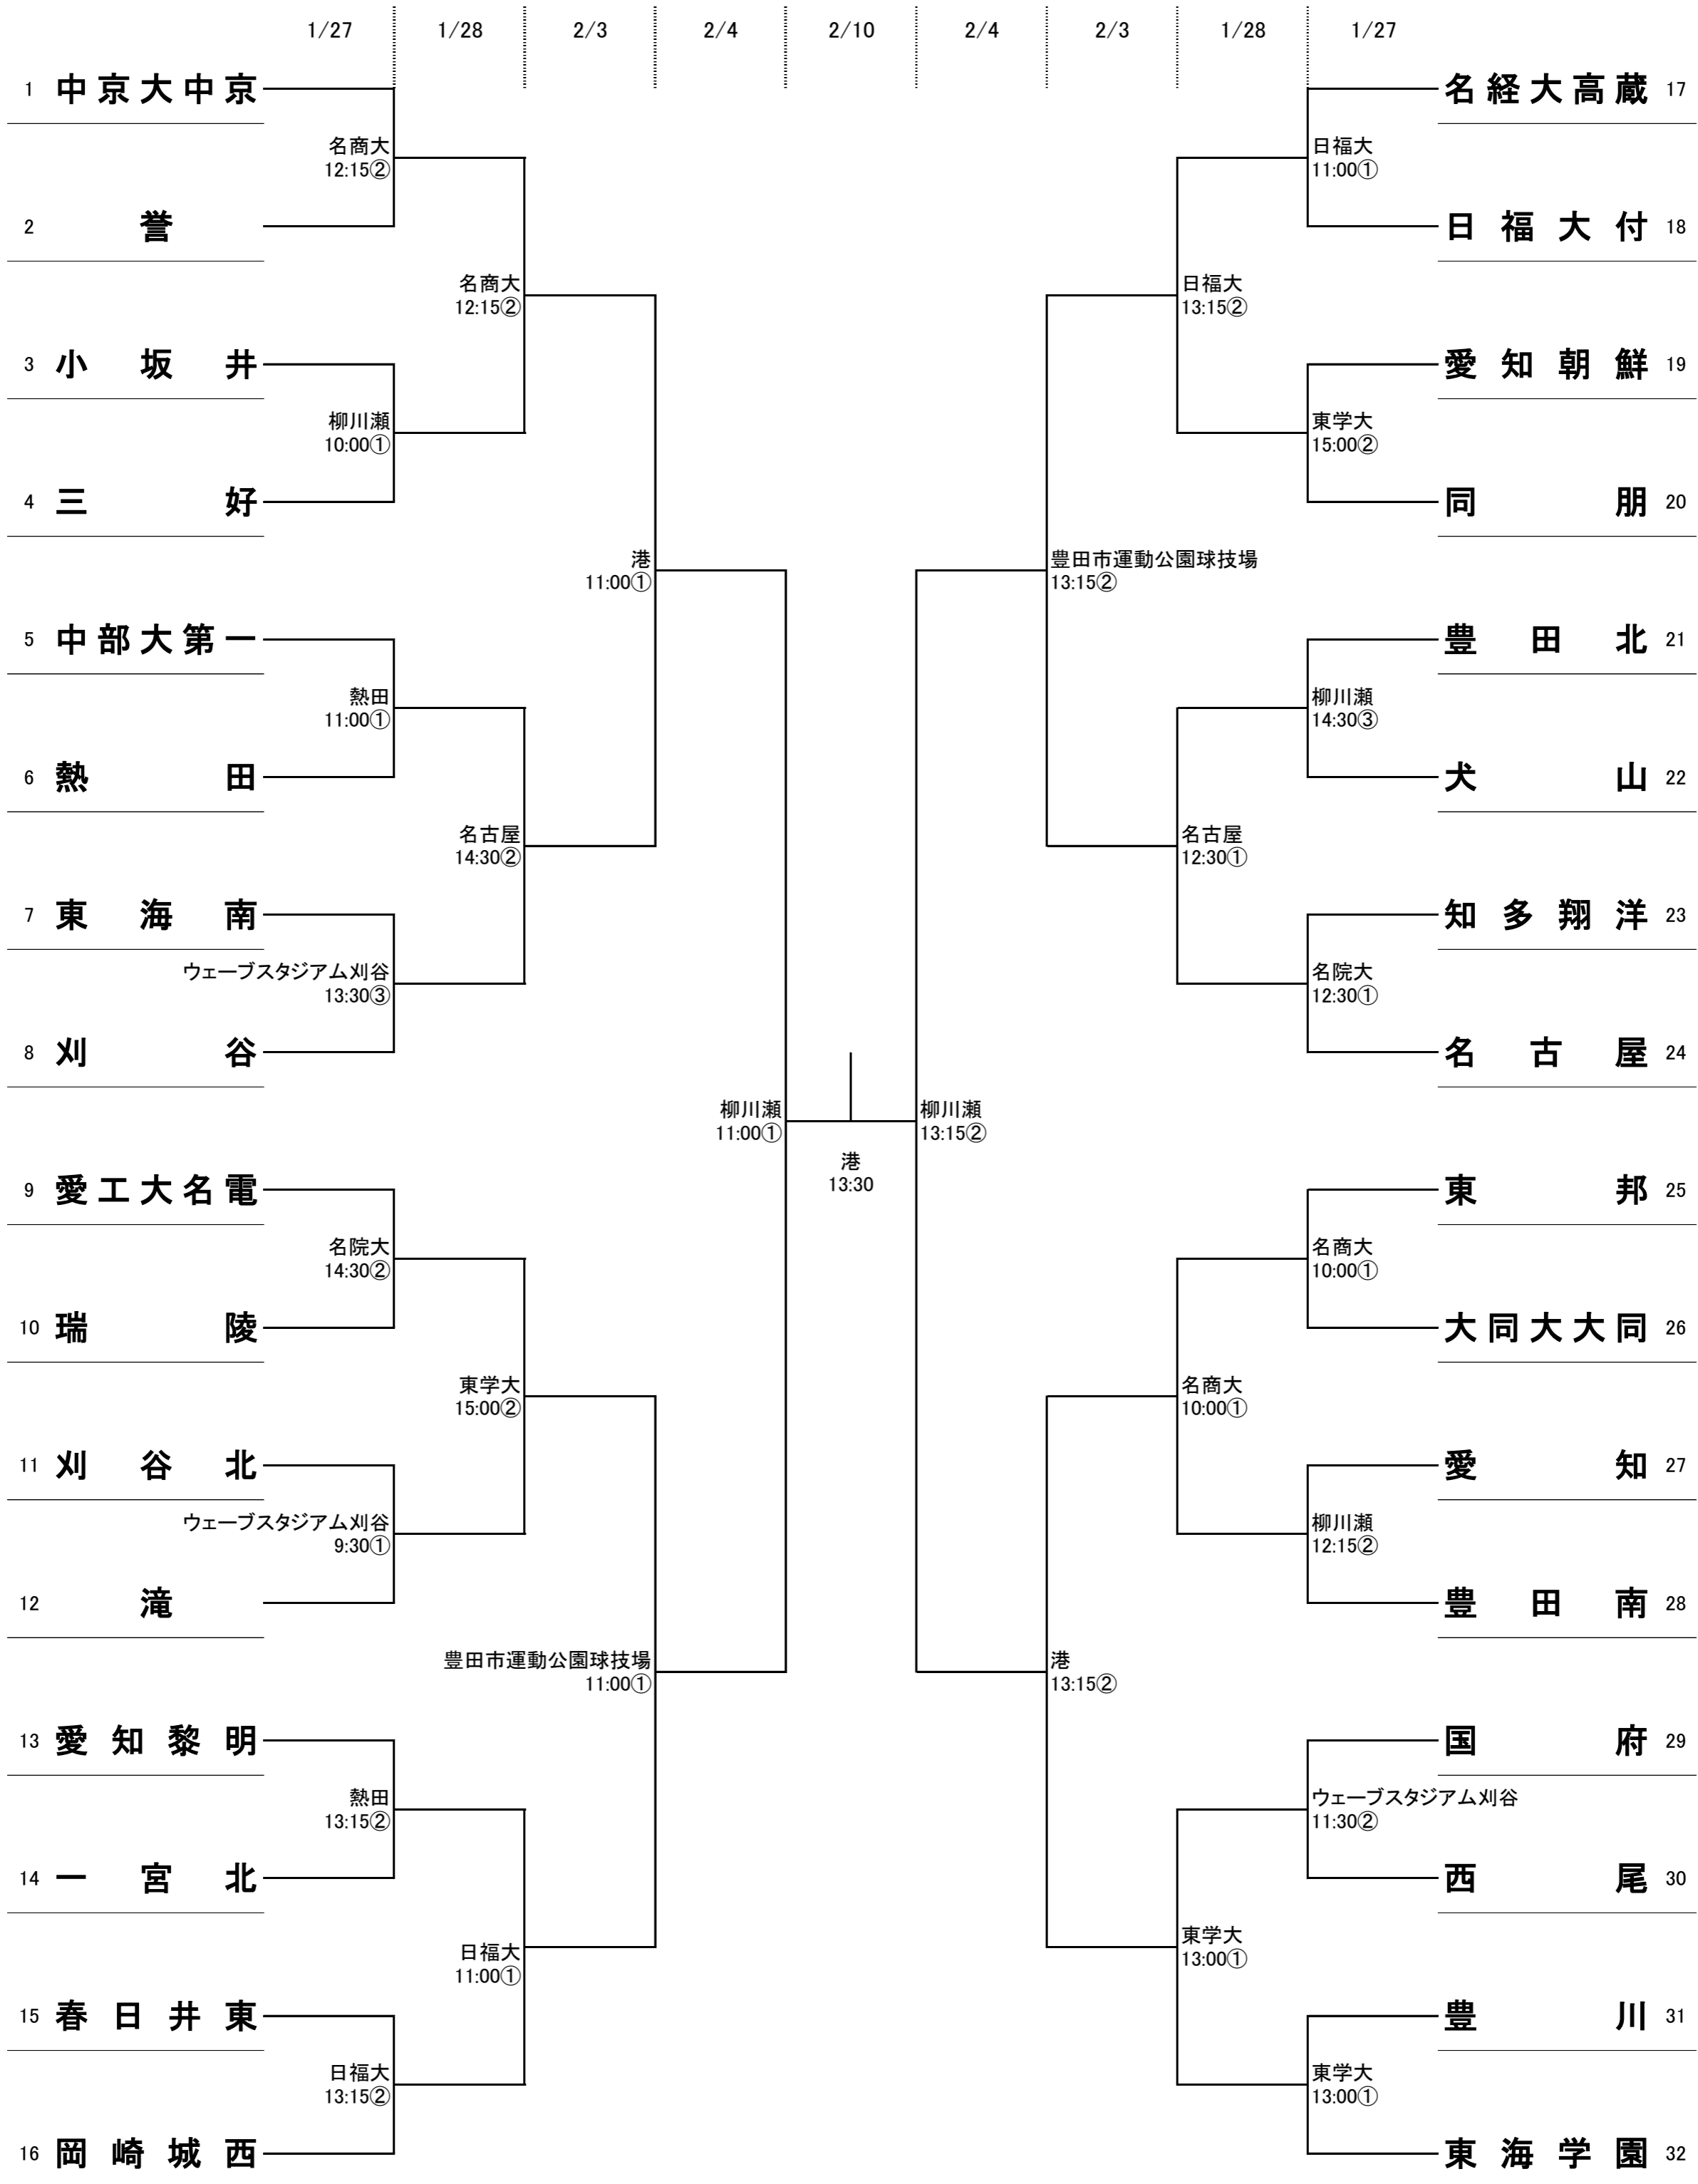 1/27 1/28 2/3 2/4 2/10 2/4 2/3 1/28 1/27
1 中京大中京
名商大
12:15②
2 誉
名商大
12:15②
3 小坂井
柳川瀬
10:00①
4 三好
港
11:00①
5 中部大第一
熱田
11:00①
6 熱田
名古屋
14:30②
7 東海南
ウェーブスタジアム刈谷
13:30③
8 刈谷
柳川瀬
11:00①
9 愛工大名電
名院大
14:30②
10 瑞陵
東学大
15:00②
11 刈谷北
ウェーブスタジアム刈谷
9:30①
12 滝
豊田市運動公園球技場
11:00①
13 愛知黎明
熱田
13:15②
14 一宮北
日福大
11:00①
15 春日井東
日福大
13:15②
16 岡崎城西
港
13:30
名経大高蔵 17
日福大
11:00①
日福大付 18
日福大
13:15②
愛知朝鮮 19
東学大
15:00②
同朋 20
豊田市運動公園球技場
13:15②
豊田北 21
柳川瀬
14:30③
犬山 22
名古屋
12:30①
知多翔洋 23
名院大
12:30①
名古屋 24
柳川瀬
13:15②
東邦 25
名商大
10:00①
大同大大同 26
名商大
10:00①
愛知 27
柳川瀬
12:15②
豊田南 28
港
13:15②
国府 29
ウェーブスタジアム刈谷
11:30②
西尾 30
東学大
13:00①
豊川 31
東学大
13:00①
東海学園 32